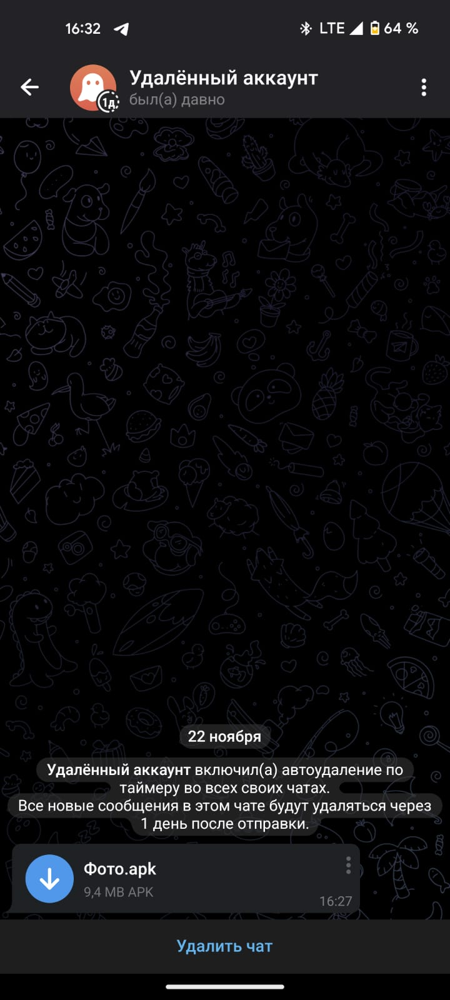 16:32 LTE 64 %
Удалённый аккаунт
1д
был(а) давно
22 ноября
Удалённый аккаунт включил(а) автоудаление по
таймеру во всех своих чатах.
Все новые сообщения в этом чате будут удаляться через
1 день после отправки.
Фото.apk
9,4 MB APK
16:27
Удалить чат